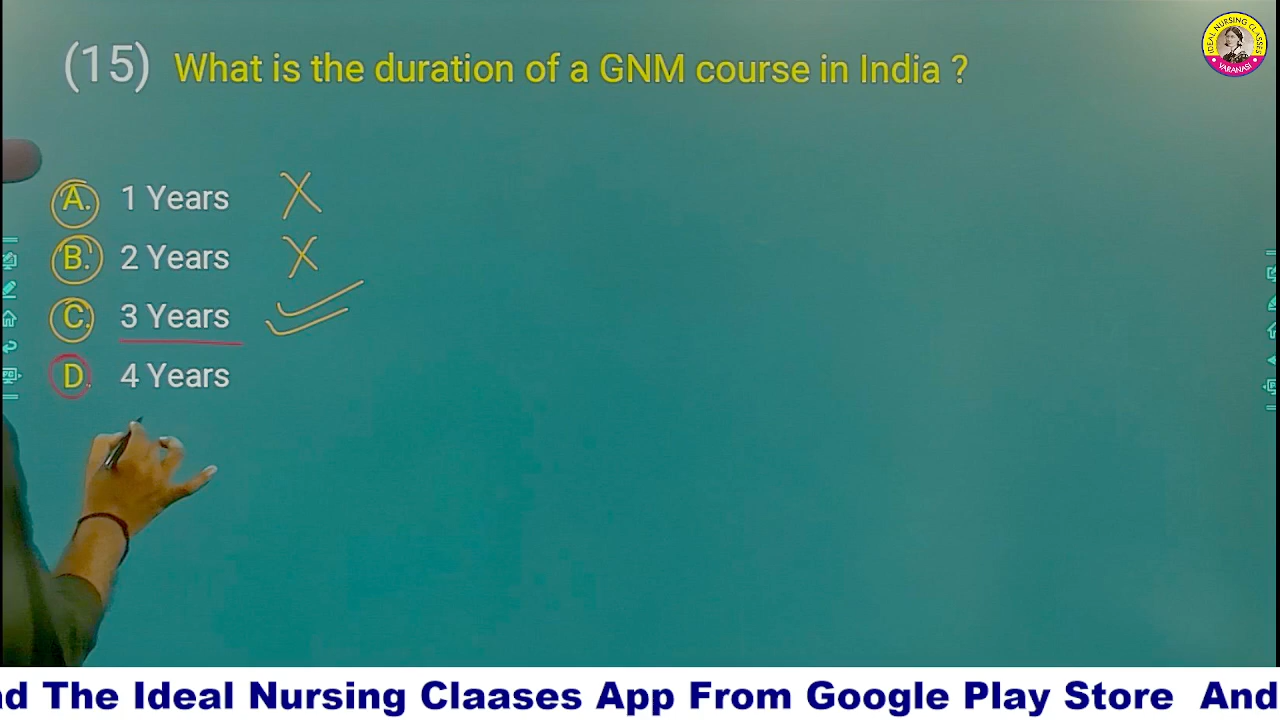 (15) What is the duration of a GNM course in India ?
IDEAL NURSING CLASSES
VARANASI
A. 1 Years
B. 2 Years
C. 3 Years
D. 4 Years
nd The Ideal Nursing Claases App From Google Play Store And